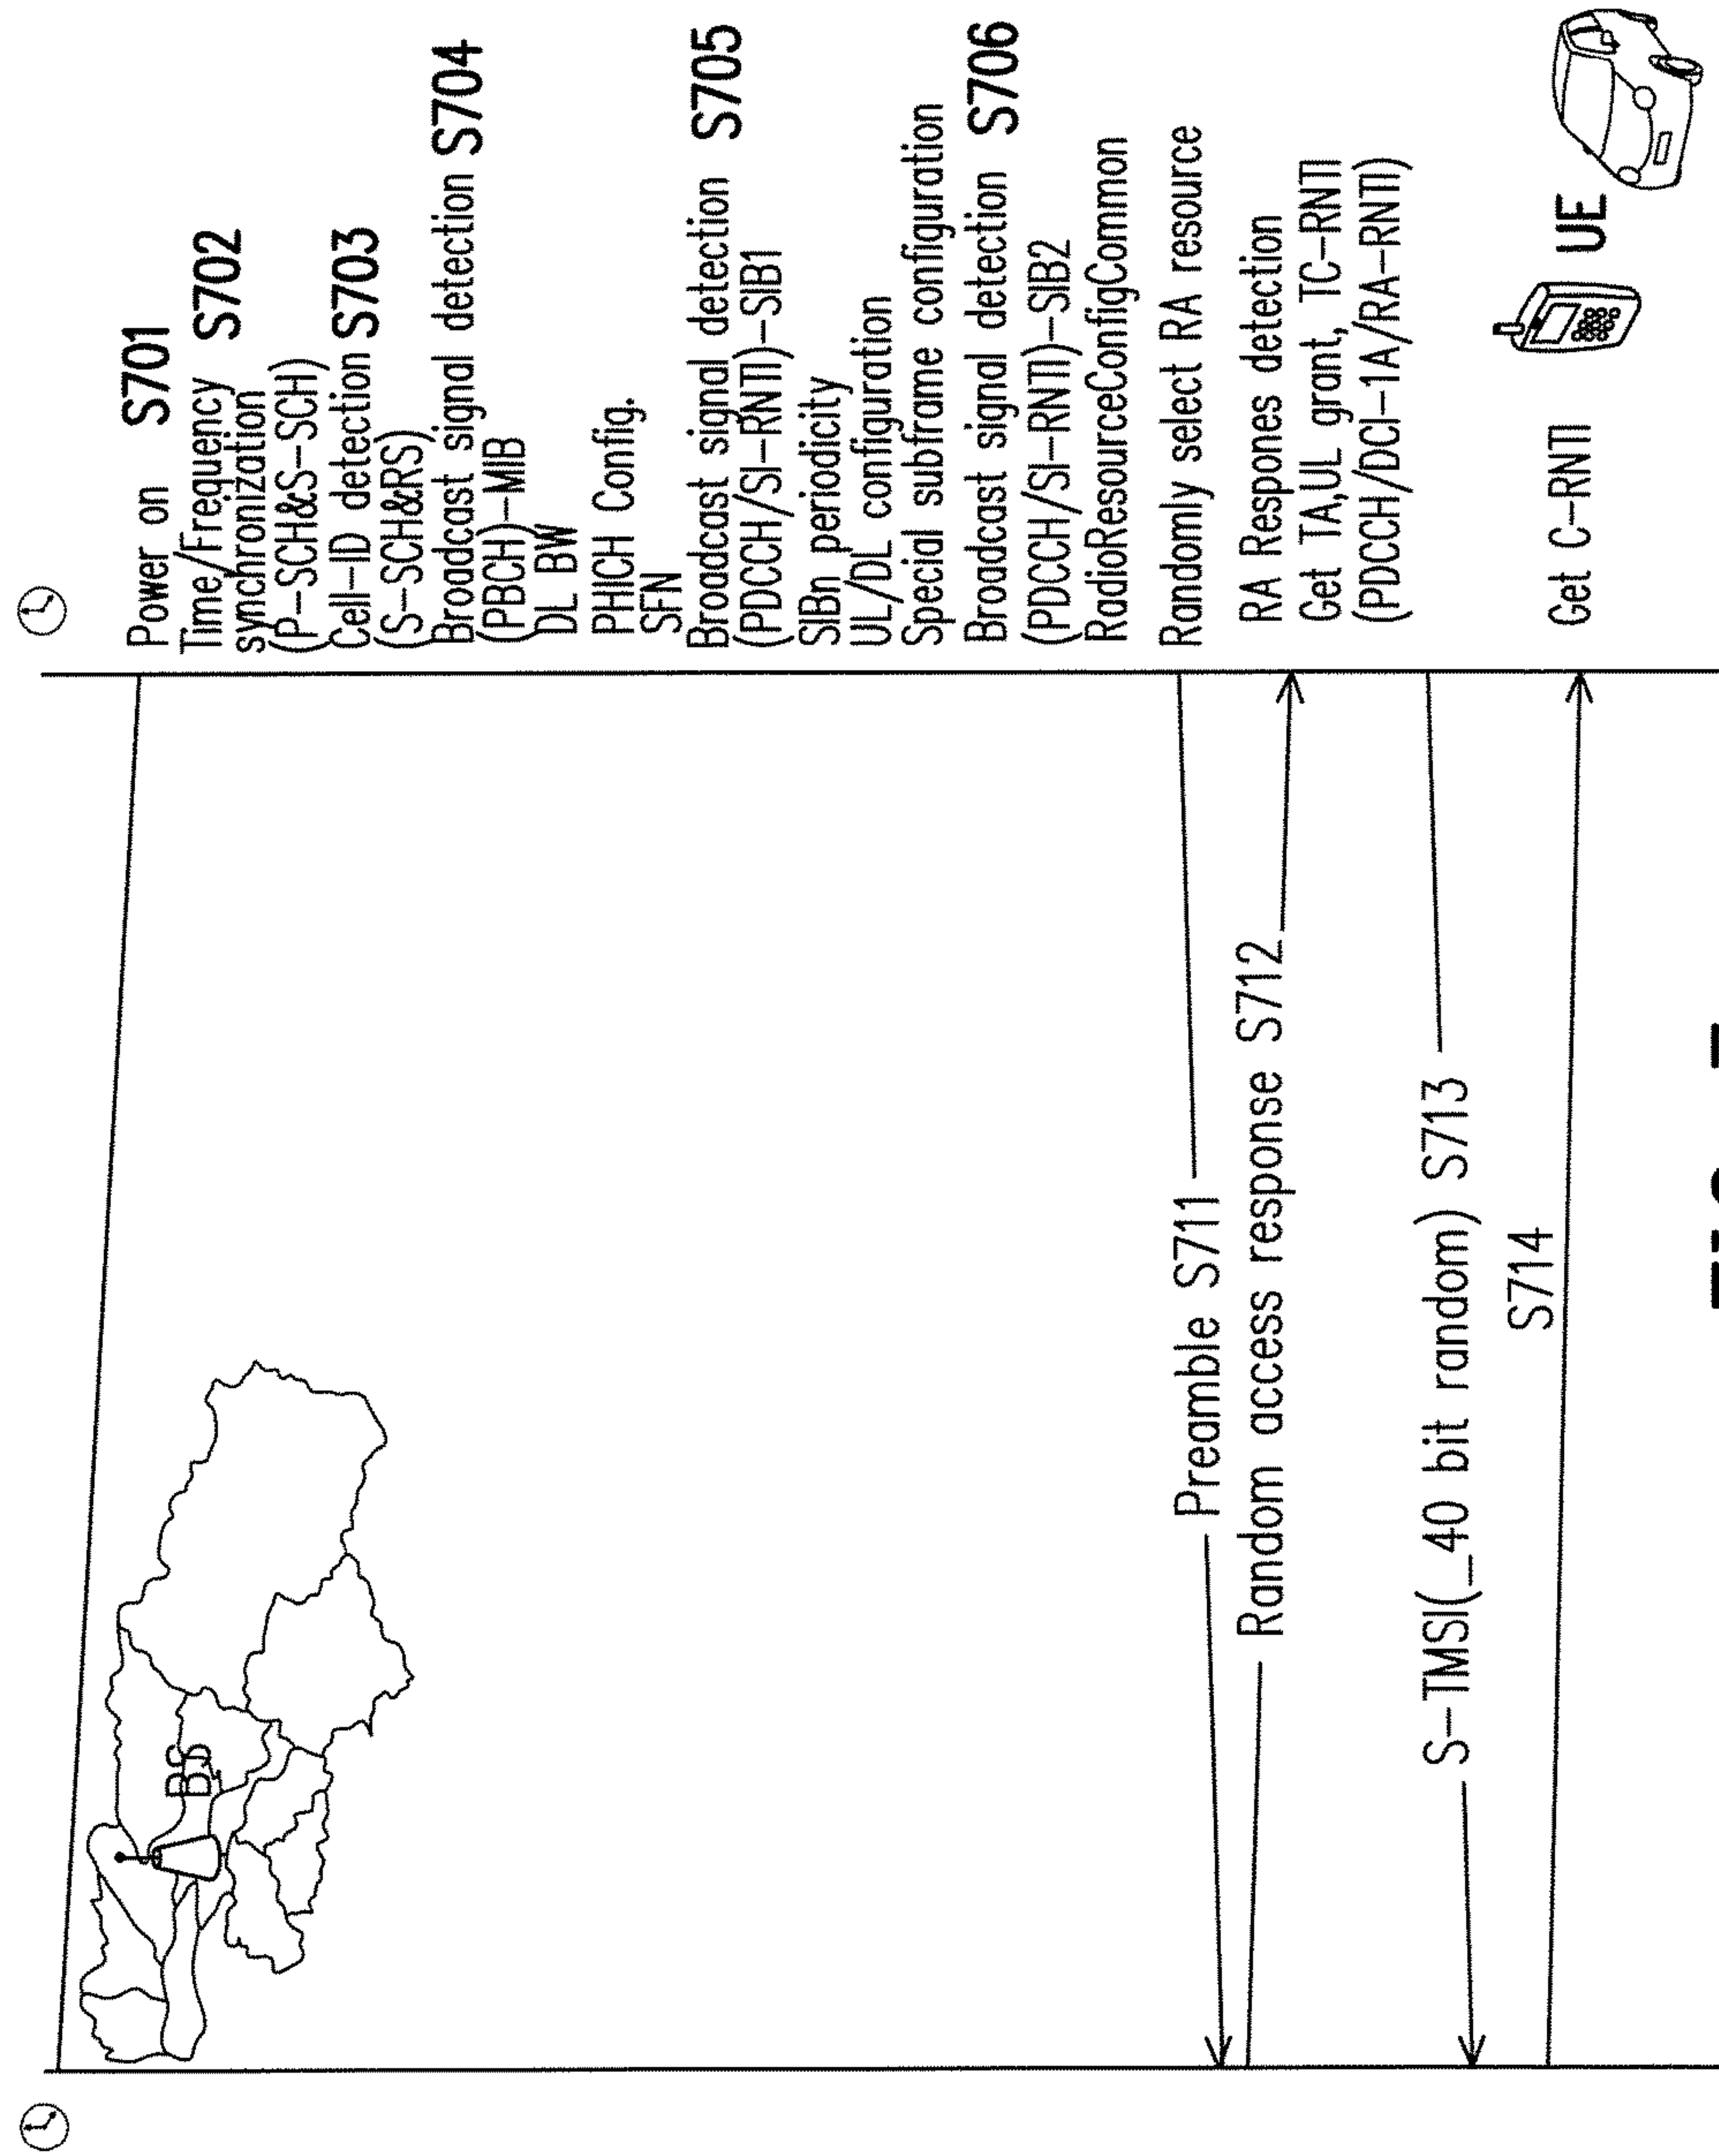 Power on S701
Time/Frequency S702
synchronization
(P-SCH&S-SCH)
Cell-ID detection S703
(S-SCH&RS)
Broadcast signal detection S704
(PBCH)-MIB
DL BW
PHICH Config.
SFN
Broadcast signal detection S705
(PDCCH/SI-RNTI)-SIB1
SIBn periodicity
UL/DL configuration
Special subframe configuration
Broadcast signal detection S706
(PDCCH/SI-RNTI)-SIB2
RadioResourceConfigCommon
Randomly select RA resource
RA Respones detection
Get TA,UL grant, TC-RNTI
(PDCCH/DCI-1A/RA-RNTI)
Get C-RNTI
UE
BS
Preamble S711
Random access response S712
S-TMSI(_40 bit random) S713
S714